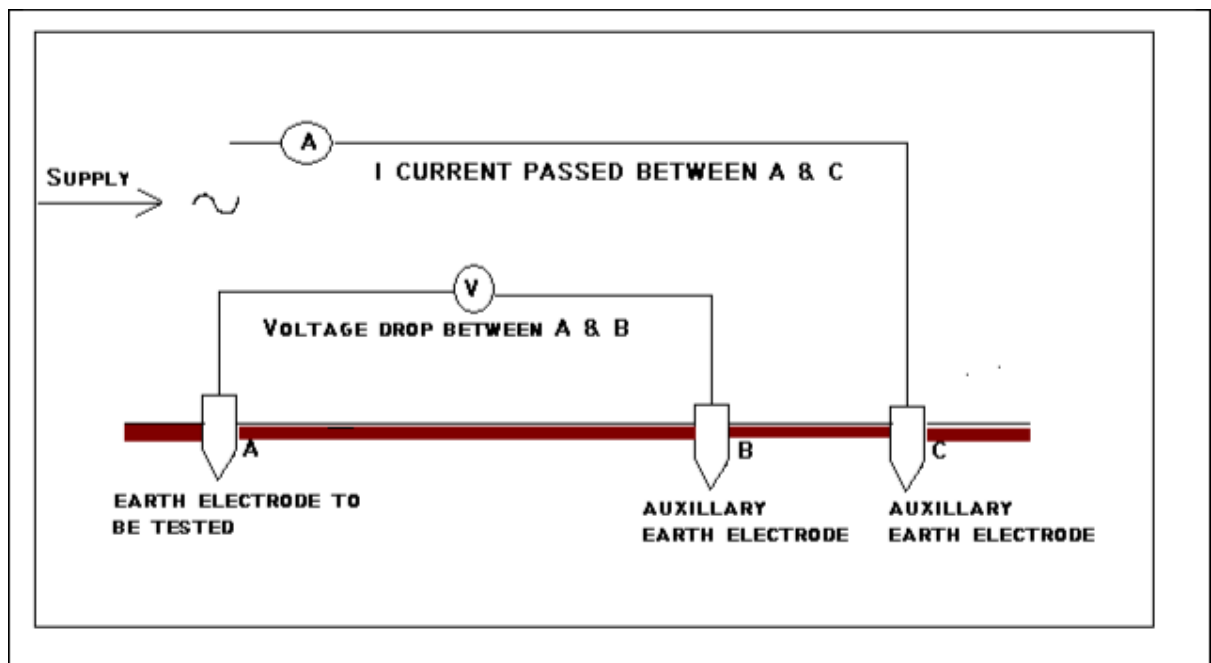 A
I CURRENT PASSED BETWEEN A & C
SUPPLY
V
VOLTAGE DROP BETWEEN A & B
A
B
C
EARTH ELECTRODE TO
BE TESTED
AUXILLARY
EARTH ELECTRODE
AUXILLARY
EARTH ELECTRODE